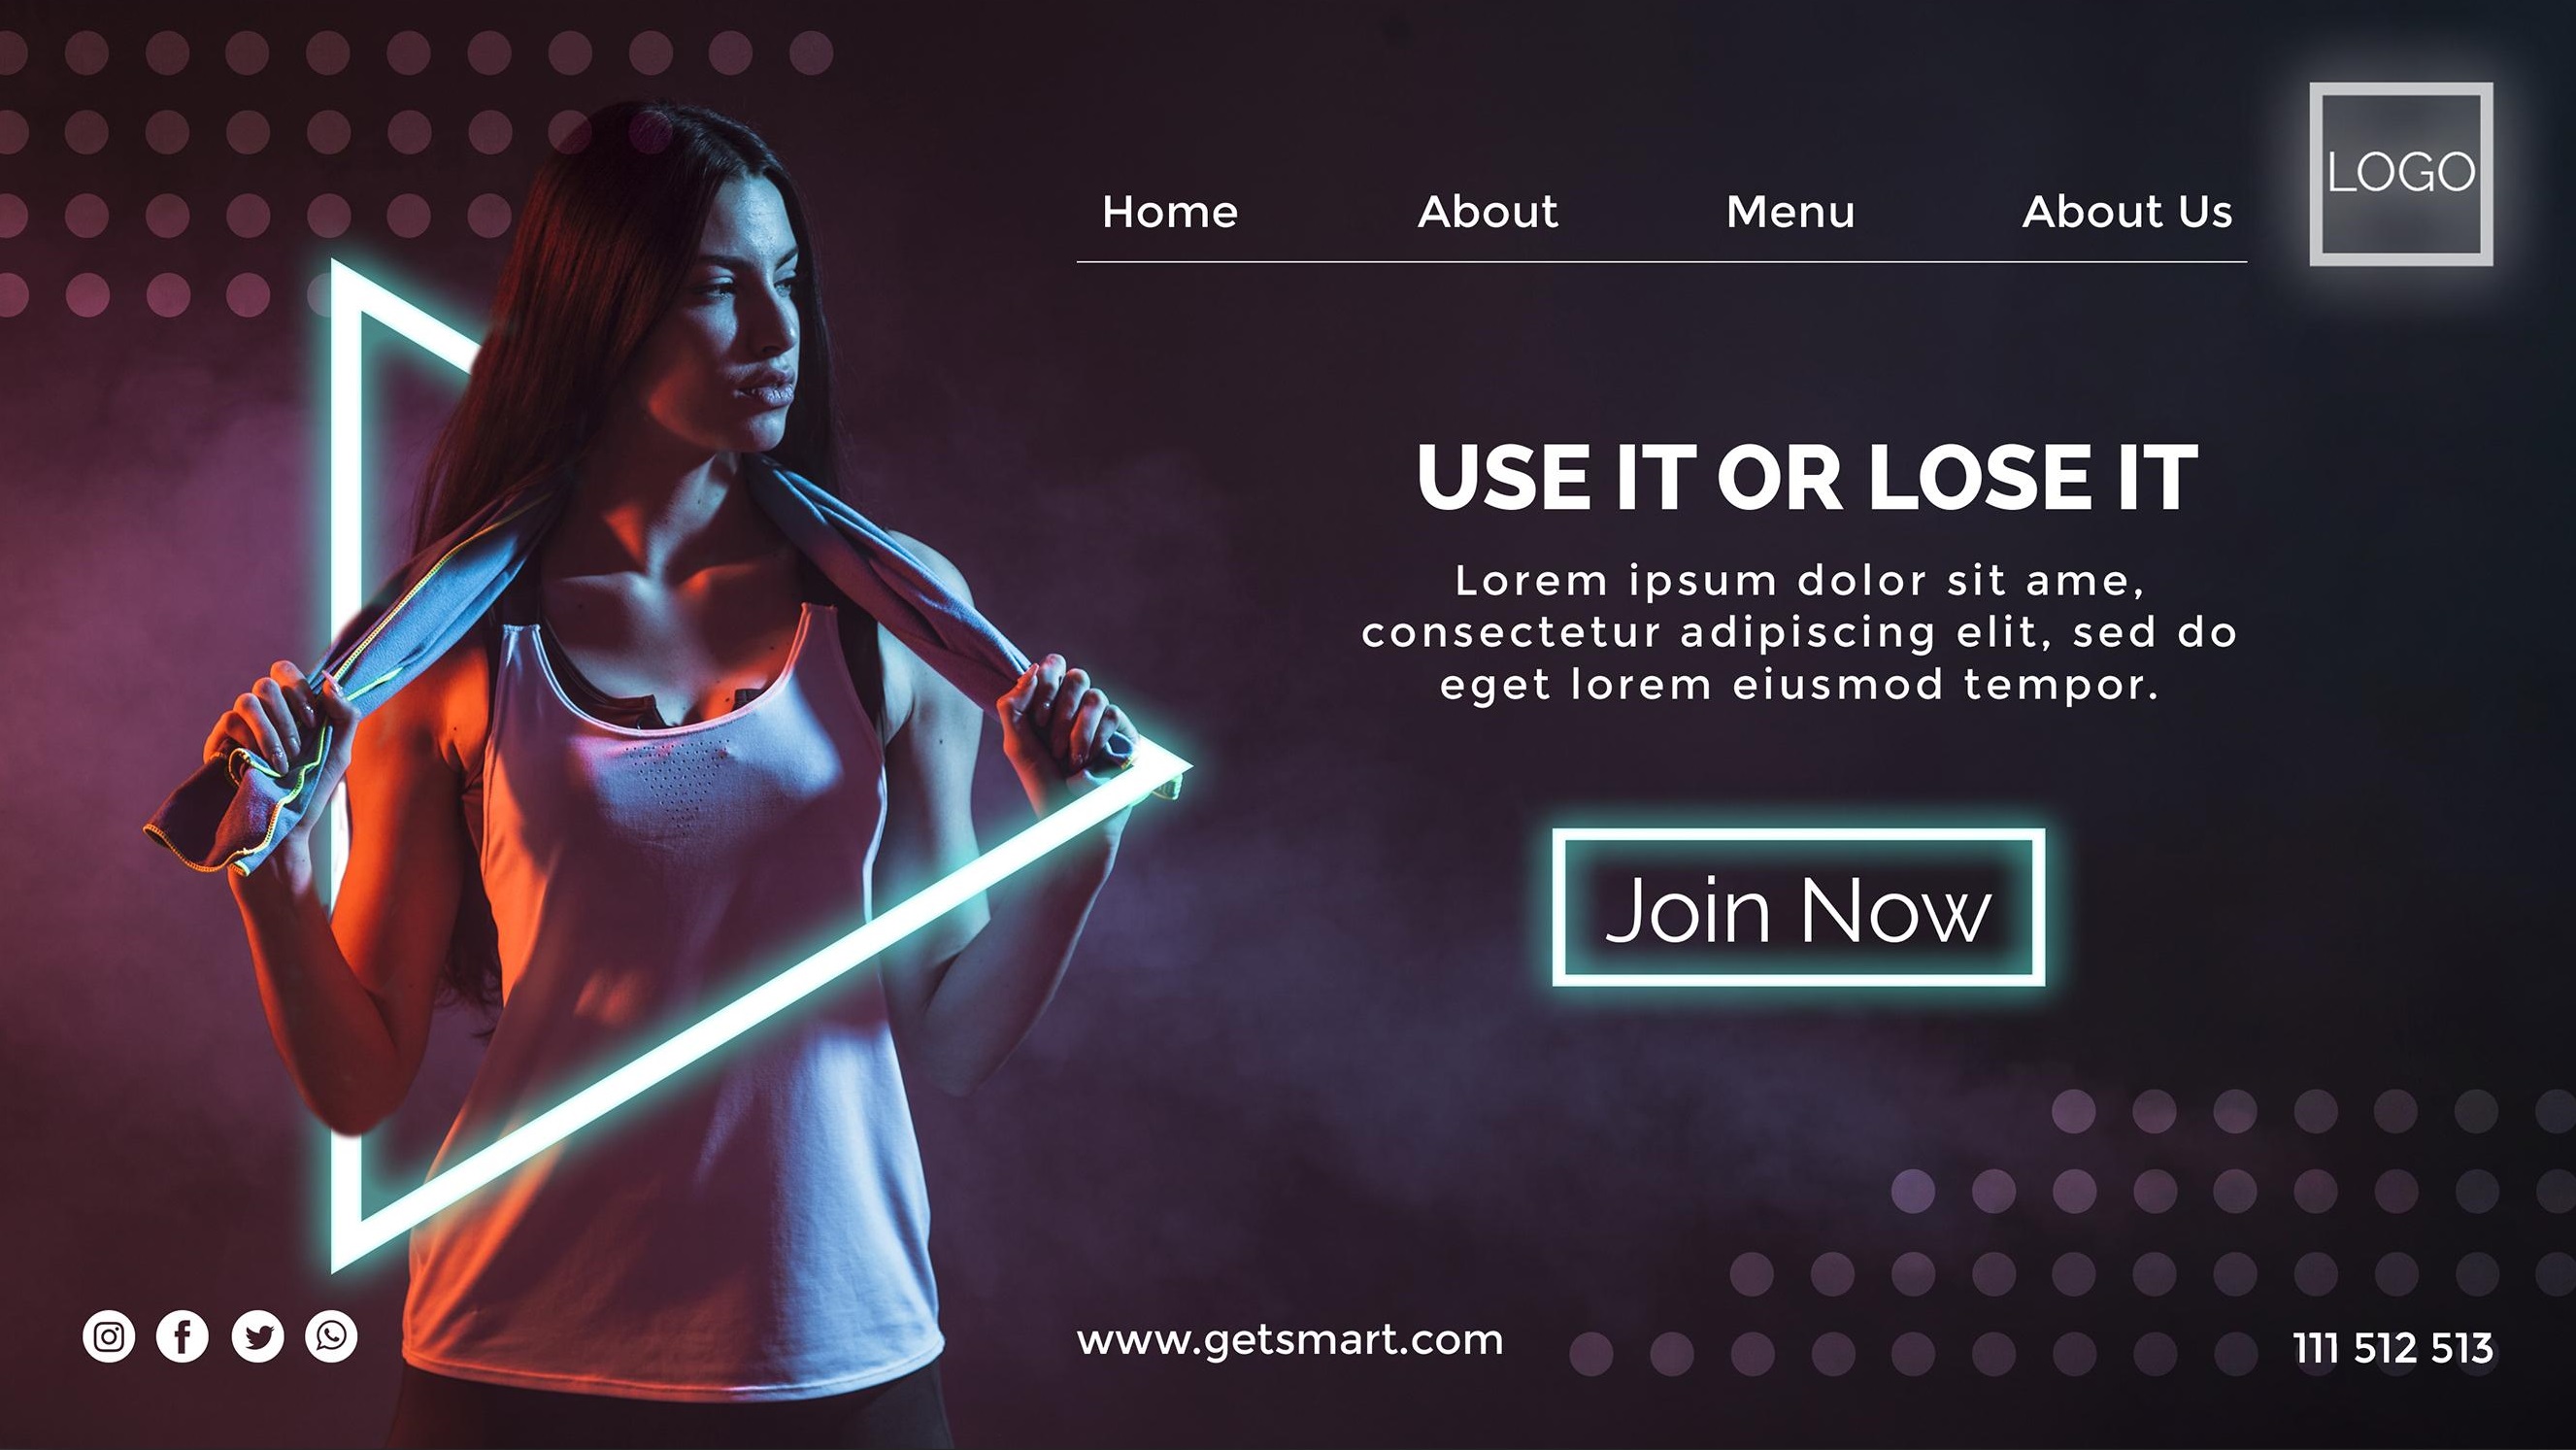 LOGO
Home About Menu About Us
USE IT OR LOSE IT
Lorem ipsum dolor sit ame,
consectetur adipiscing elit, sed do
eget lorem eiusmod tempor.
Join Now
www.getsmart.com
111 512 513